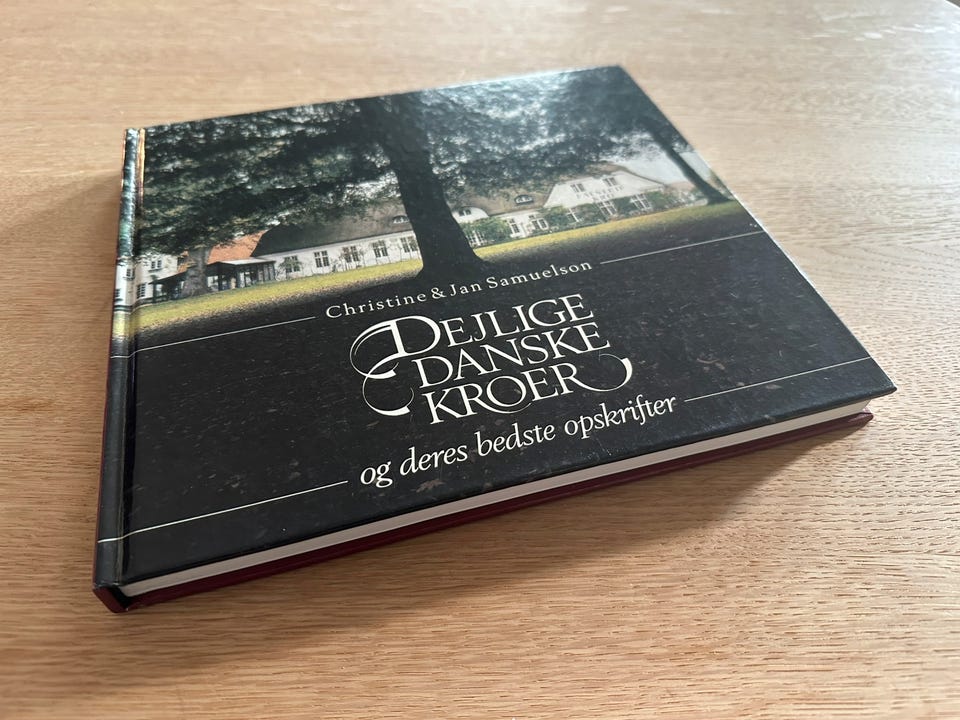 Christine & Jan Samuelson
DEJLIGE
DANSKE
KROER
og deres bedste opskrifter